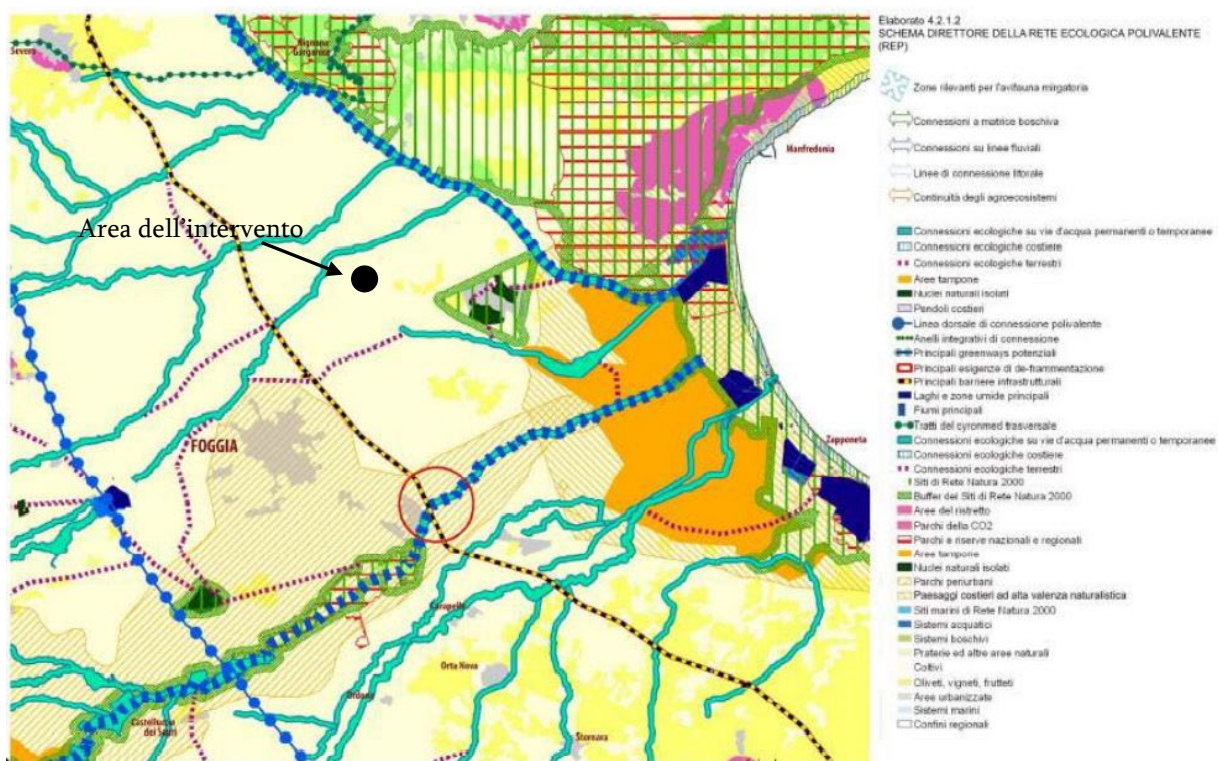 Severo
Rignano
Garganico
Manfredonia
Area dell'intervento
FOGGIA
Zapponeta
Carapelle
Orta Nova
Ordona
Castelluccio
dei Sauri
Stornara
Elaborato 4.2.1.2
SCHEMA DIRETTORE DELLA RETE ECOLOGICA POLIVALENTE
(REP)
Zone rilevanti per l'avifauna mirgatoria
Connessioni a matrice boschiva
Connessioni su linee fluviali
Linee di connessione littorale
Continuità degli agroecosistemi
Connessioni ecologiche su vie d'acqua permanenti o temporanee
Connessioni ecologiche costiere
Connessioni ecologiche terrestri
Aree tampone
Nuclei naturali isolati
Pendoli costieri
Linea dorsale di connessione polivalente
Anelli integrativi di connessione
Principali greenways potenziali
Principali esigenze di de-frammentazione
Principali barriere infrastrutturali
Laghi e zone umide principali
Fiumi principali
Tratti del cyronmed trasversale
Connessioni ecologiche su vie d'acqua permanenti o temporanee
Connessioni ecologiche costiere
Connessioni ecologiche terrestri
Siti di Rete Natura 2000
Buffer dei Siti di Rete Natura 2000
Aree del ristretto
Parchi della CO2
Parchi e riserve nazionali e regionali
Aree tampone
Nuclei naturali isolati
Parchi periurbani
Paesaggi costieri ad alta valenza naturalistica
Siti marini di Rete Natura 2000
Sistemi acquatici
Sistemi boschivi
Praterie ed altre aree naturali
Coltivi
Oliveti, vigneti, frutteti
Aree urbanizzate
Sistemi marini
Confini regionali